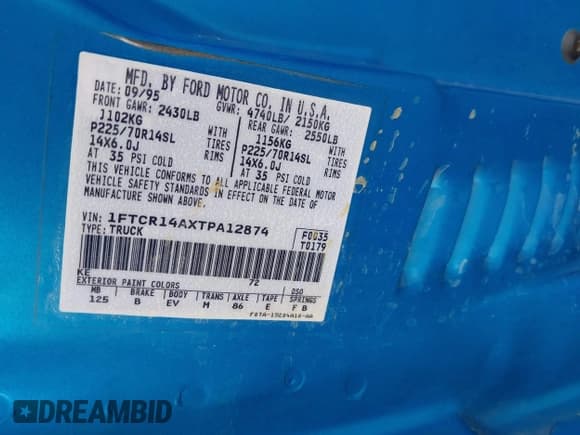 MFD. BY FORD MOTOR CO. IN U.S.A.
DATE: 09/95 GVWR: 4740LB/ 2150KG
FRONT GAWR: 2430LB REAR GAWR: 2550LB
1102KG WITH 1156KG WITH
P225/70R14SL TIRES P225/70R14SL TIRES
14X6.0J RIMS 14X6.0J RIMS
AT 35 PSI COLD AT 35 PSI COLD
THIS VEHICLE CONFORMS TO ALL APPLICABLE FEDERAL MOTOR
VEHICLE SAFETY STANDARDS IN EFFECT ON THE DATE OF
MANUFACTURE SHOWN ABOVE.
VIN: 1FTCR14AXTPA12874 F0035
TYPE: TRUCK T0179
KE 72
EXTERIOR PAINT COLORS DSO
WB BRAKE BODY TRANS AXLE TAPE SPRINGS
125 B EV M 86 E F B
DREAMBID